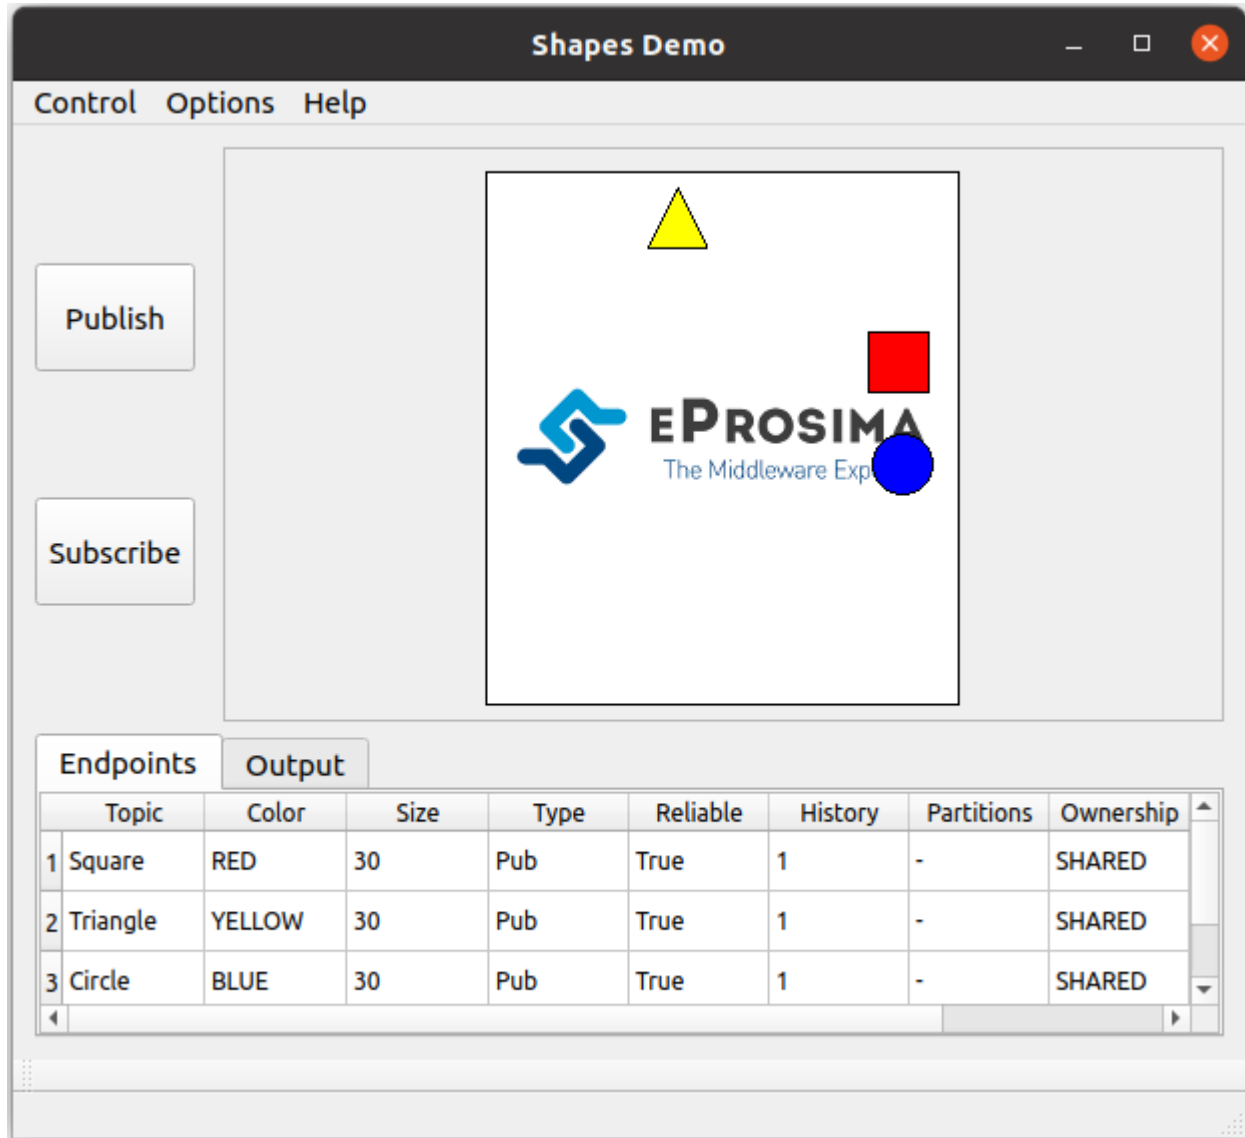 Shapes Demo
Control Options Help
Publish
EPROSIMA
The Middleware
Subscribe
Endpoints Output
Topic Color Size Type Reliable History Partitions Ownership
1 Square RED 30 Pub True 1 - SHARED
2 Triangle YELLOW 30 Pub True 1 - SHARED
3 Circle BLUE 30 Pub True 1 - SHARED